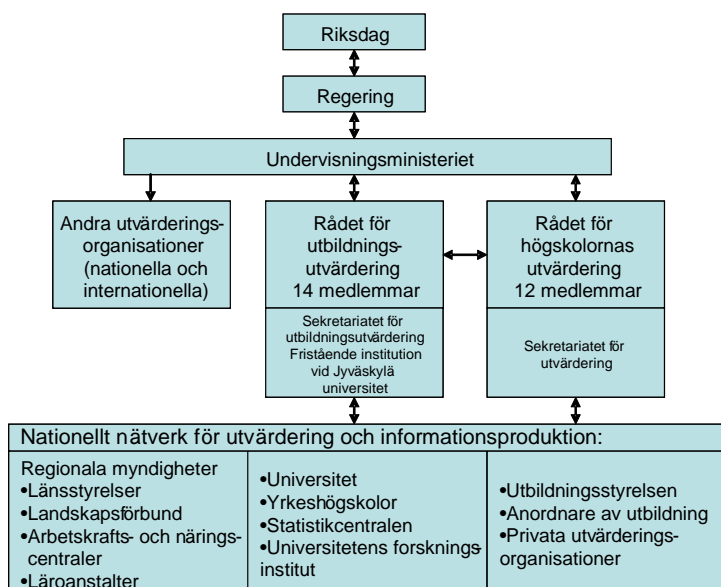 Riksdag
Regering
Undervisningsministeriet
Andra utvärderings-
organisationer
(nationella och
internationella)
Rådet för
utbildnings-
utvärdering
14 medlemmar
Sekretariatet för
utbildningsutvärdering
Fristående institution
vid Jyväskylä
universitet
Rådet för
högskolornas
utvärdering
12 medlemmar
Sekretariatet för
utvärdering
Nationellt nätverk för utvärdering och informationsproduktion:
Regionala myndigheter
•Länsstyrelser
•Landskapsförbund
•Arbetskrafts- och närings-
centraler
•Läroanstalter
•Universitet
•Yrkeshögskolor
•Statistikcentralen
•Universitetens forsknings-
institut
•Utbildningsstyrelsen
•Anordnare av utbildning
•Privata utvärderings-
organisationer